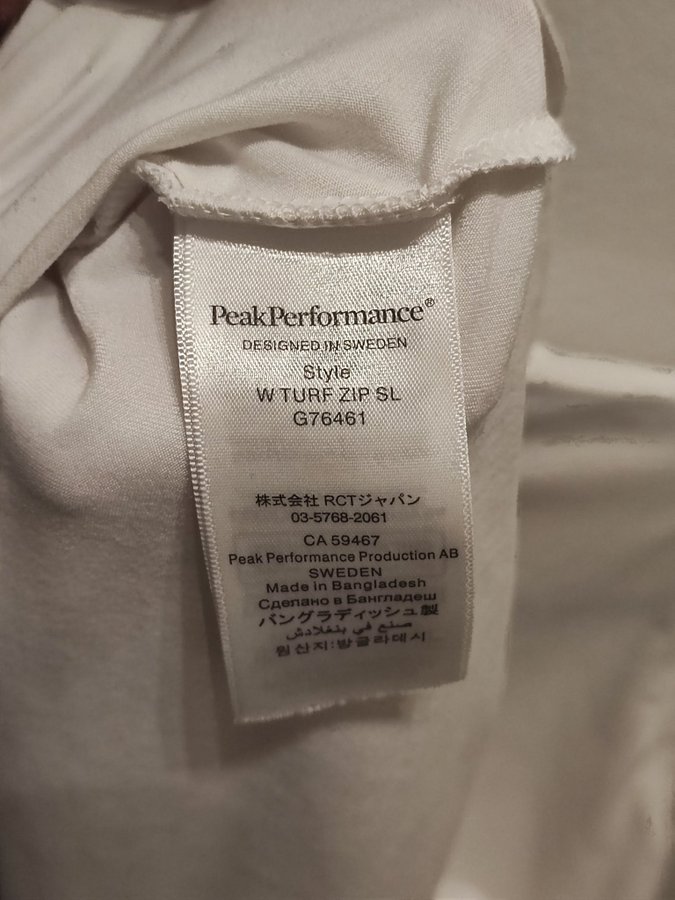 PeakPerformance®
DESIGNED IN SWEDEN
Style
W TURF ZIP SL
G76461
株式会社 RCTジャパン
03-5768-2061
CA 59467
Peak Performance Production AB
SWEDEN
Made in Bangladesh
Сделано в Бангладеш
バングラディッシュ製
صنع في بنغلادش
원산지:방글라데시